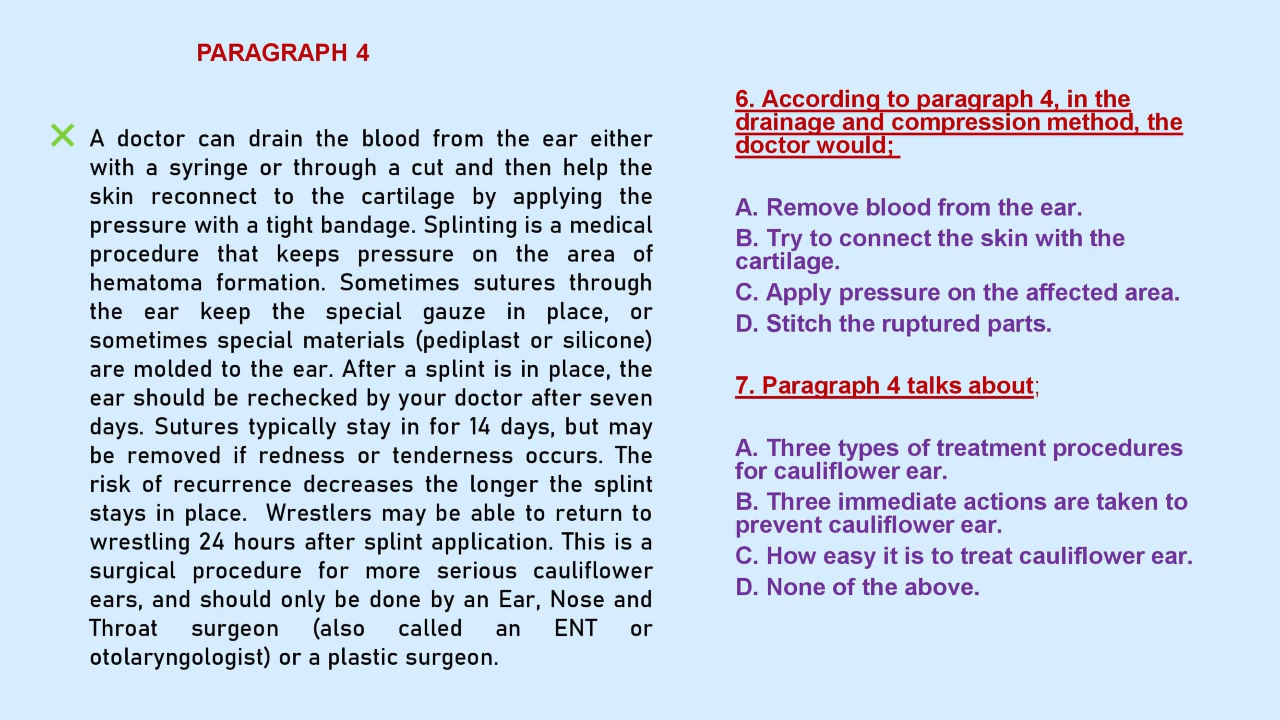 PARAGRAPH 4
A doctor can drain the blood from the ear either
with a syringe or through a cut and then help the
skin reconnect to the cartilage by applying the
pressure with a tight bandage. Splinting is a medical
procedure that keeps pressure on the area of
hematoma formation. Sometimes sutures through
the ear keep the special gauze in place, or
sometimes special materials (pediplast or silicone)
are molded to the ear. After a splint is in place, the
ear should be rechecked by your doctor after seven
days. Sutures typically stay in for 14 days, but may
be removed if redness or tenderness occurs. The
risk of recurrence decreases the longer the splint
stays in place. Wrestlers may be able to return to
wrestling 24 hours after splint application. This is a
surgical procedure for more serious cauliflower
ears, and should only be done by an Ear, Nose and
Throat surgeon (also called an ENT or
otolaryngologist) or a plastic surgeon.
6. According to paragraph 4, in the
drainage and compression method, the
doctor would;
A. Remove blood from the ear.
B. Try to connect the skin with the
cartilage.
C. Apply pressure on the affected area.
D. Stitch the ruptured parts.
7. Paragraph 4 talks about;
A. Three types of treatment procedures
for cauliflower ear.
B. Three immediate actions are taken to
prevent cauliflower ear.
C. How easy it is to treat cauliflower ear.
D. None of the above.